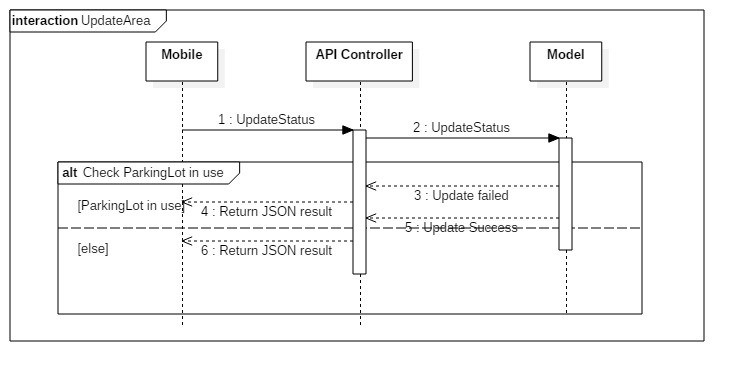 interaction UpdateArea
Mobile
API Controller
Model
1 : UpdateStatus
2 : UpdateStatus
alt Check ParkingLot in use
3 : Update failed
[ParkingLot in use]
4 : Return JSON result
5 : Update Success
[else]
6 : Return JSON result